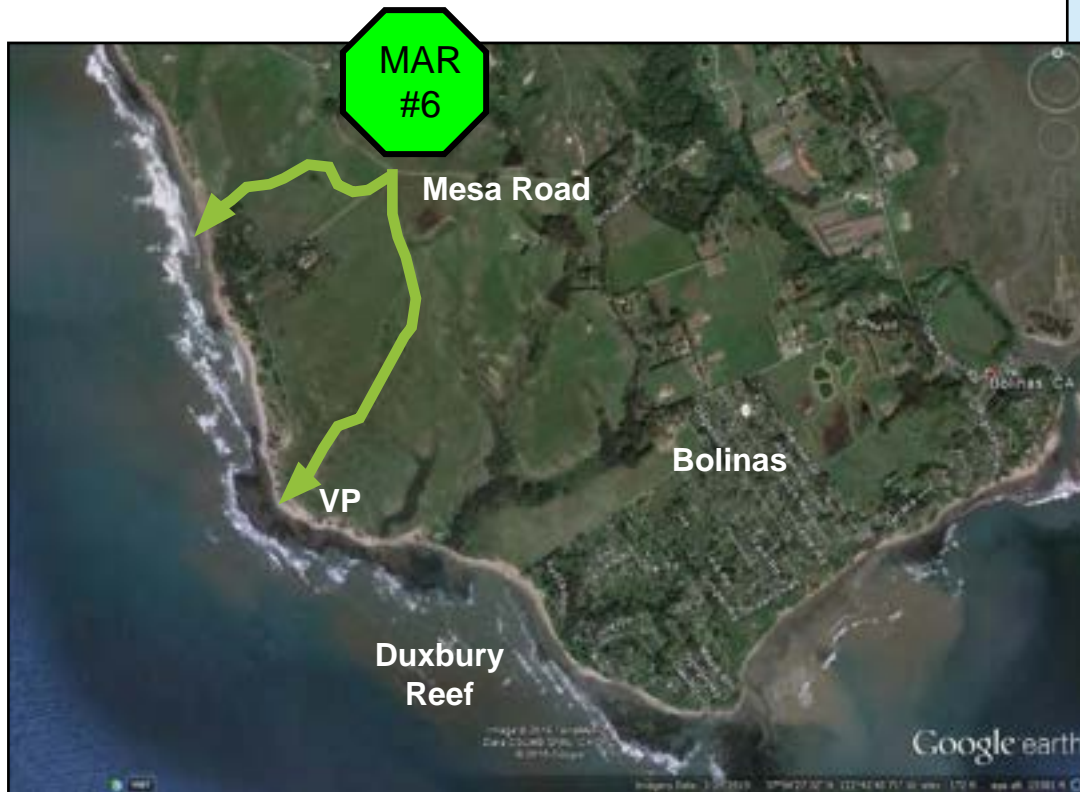 MAR
#6
Mesa Road
Bolinas, CA
Bolinas
VP
Duxbury
Reef
Google earth